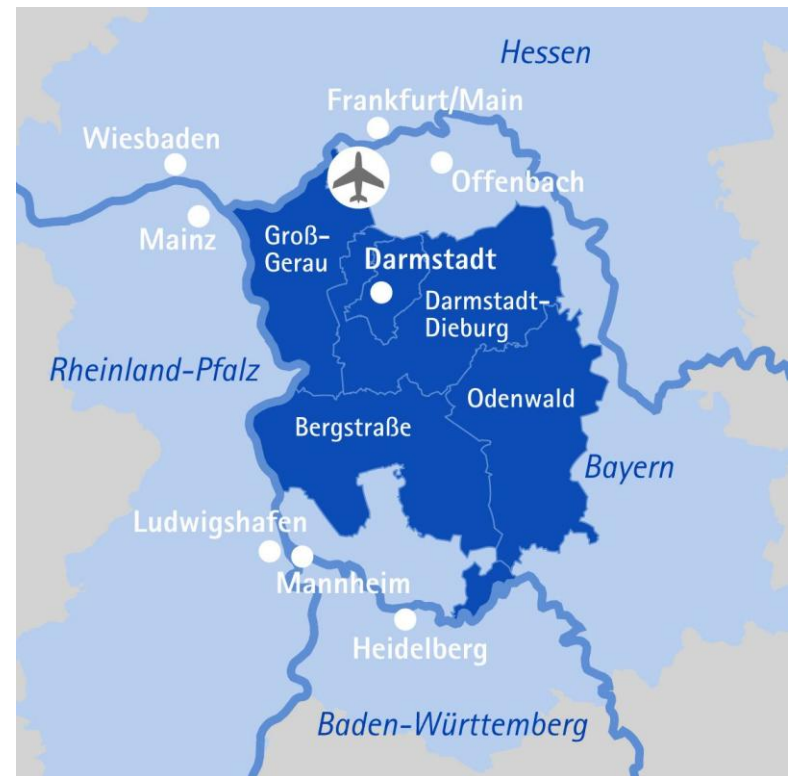 Hessen
Frankfurt/Main
Wiesbaden
Offenbach
Mainz
Groß-
Gerau
Darmstadt
Darmstadt-
Dieburg
Rheinland-Pfalz
Odenwald
Bergstraße
Bayern
Ludwigshafen
Mannheim
Heidelberg
Baden-Württemberg